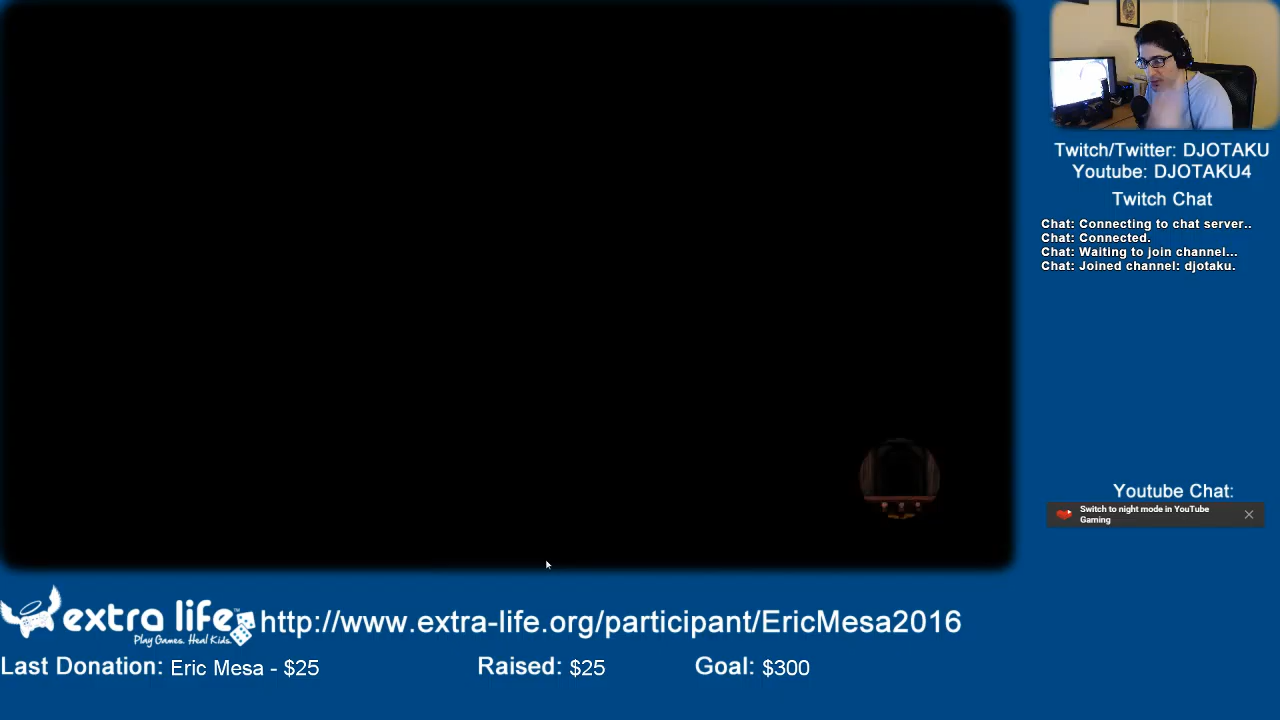 Twitch/Twitter: DJOTAKU
Youtube: DJOTAKU4
Twitch Chat
Chat: Connecting to chat server..
Chat: Connected.
Chat: Waiting to join channel...
Chat: Joined channel: djotaku.
Youtube Chat:
Switch to night mode in YouTube
Gaming
extra life
Play Games. Heal Kids.
http://www.extra-life.org/participant/EricMesa2016
Last Donation: Eric Mesa - $25
Raised: $25
Goal: $300